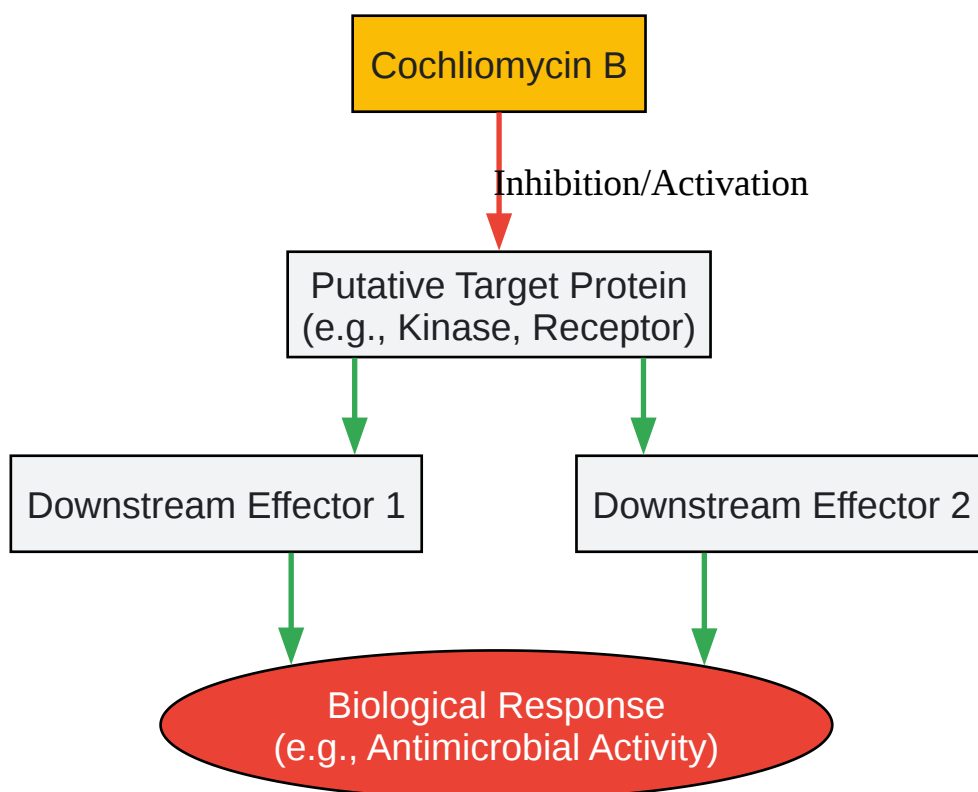 Cochliomycin B
Inhibition/Activation
Putative Target Protein
(e.g., Kinase, Receptor)
Downstream Effector 1
Downstream Effector 2
Biological Response
(e.g., Antimicrobial Activity)